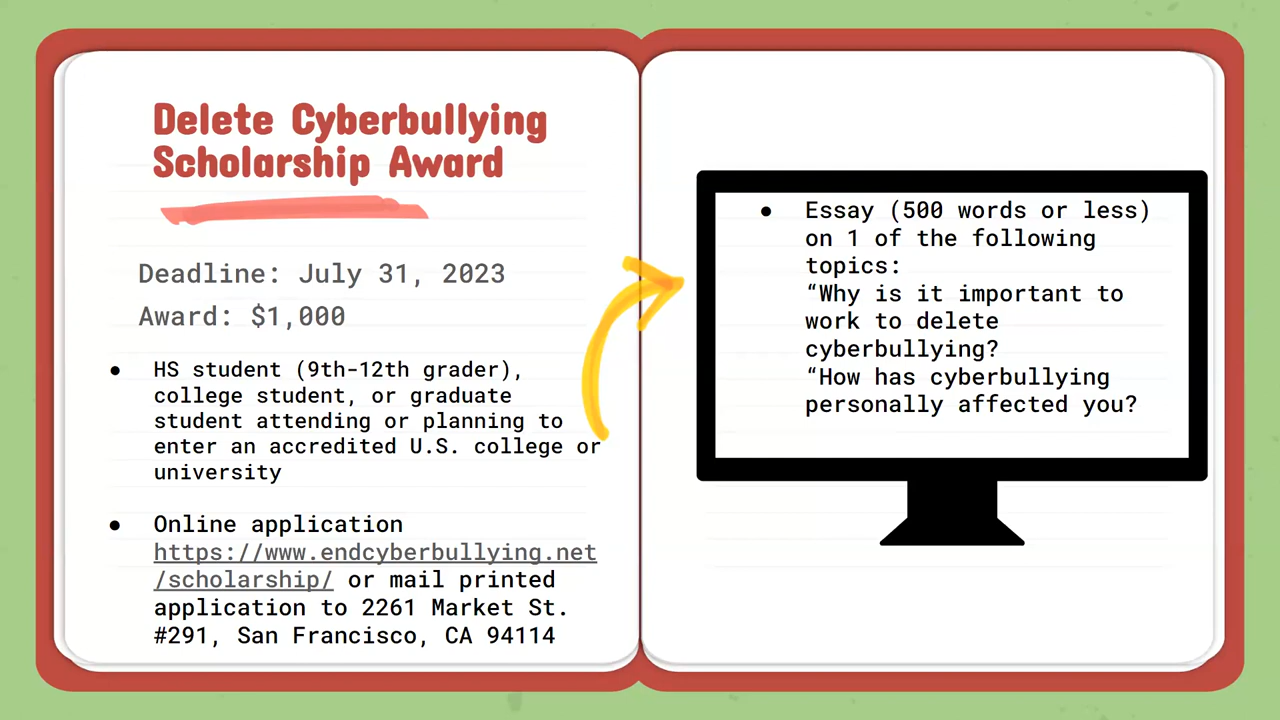 Delete Cyberbullying
Scholarship Award
Deadline: July 31, 2023
Award: $1,000
● HS student (9th-12th grader),
college student, or graduate
student attending or planning to
enter an accredited U.S. college or
university
● Online application
https://www.endcyberbullying.net
/scholarship/ or mail printed
application to 2261 Market St.
#291, San Francisco, CA 94114
● Essay (500 words or less)
on 1 of the following
topics:
“Why is it important to
work to delete
cyberbullying?
“How has cyberbullying
personally affected you?